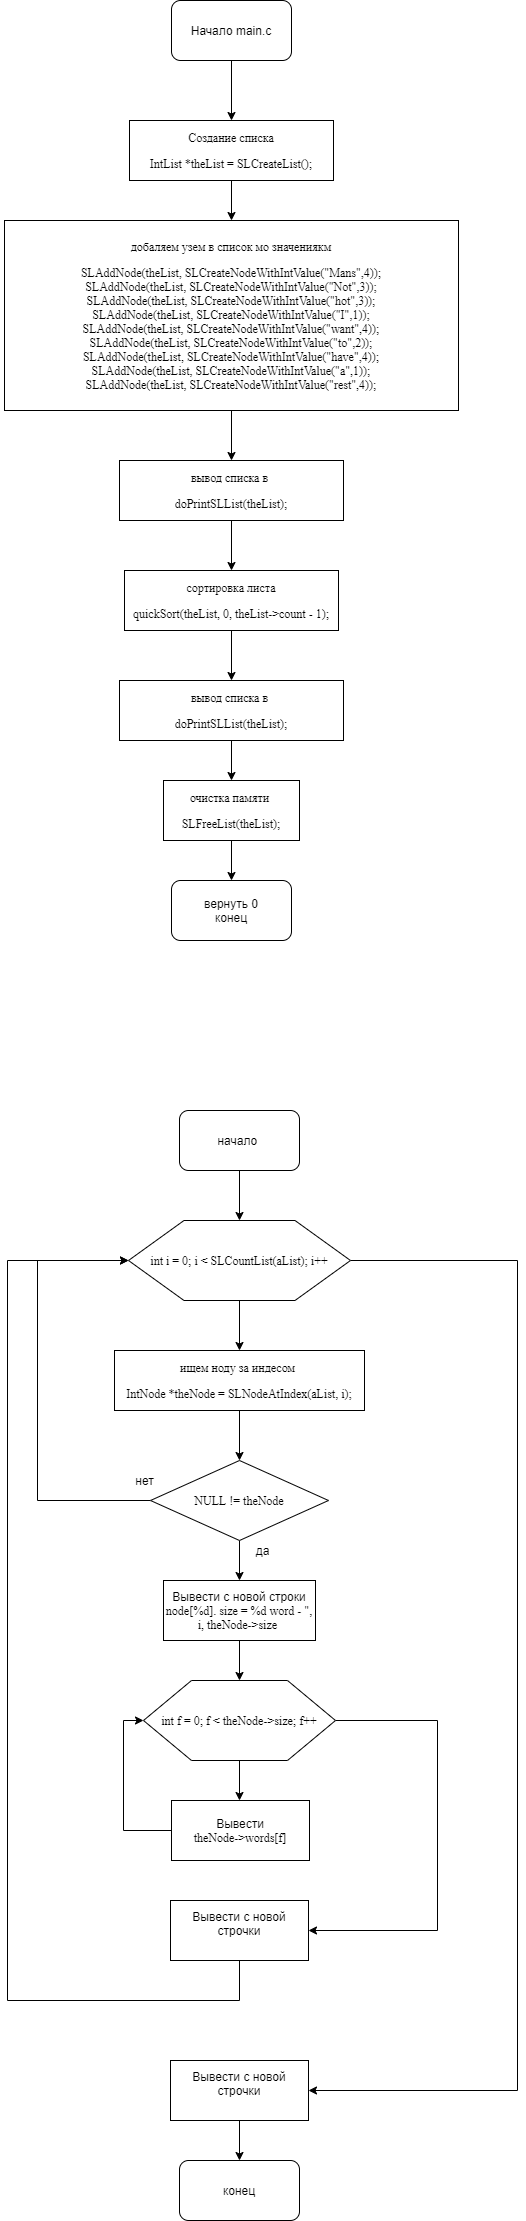 Начало main.c
Создание списка
IntList *theList = SLCreateList();
добаляем узем в список мо значениякм
SLAddNode(theList, SLCreateNodeWithIntValue("Mans",4));
SLAddNode(theList, SLCreateNodeWithIntValue("Not",3));
SLAddNode(theList, SLCreateNodeWithIntValue("hot",3));
SLAddNode(theList, SLCreateNodeWithIntValue("I",1));
SLAddNode(theList, SLCreateNodeWithIntValue("want",4));
SLAddNode(theList, SLCreateNodeWithIntValue("to",2));
SLAddNode(theList, SLCreateNodeWithIntValue("have",4));
SLAddNode(theList, SLCreateNodeWithIntValue("a",1));
SLAddNode(theList, SLCreateNodeWithIntValue("rest",4));
вывод списка в
doPrintSLList(theList);
сортировка листа
quickSort(theList, 0, theList->count - 1);
вывод списка в
doPrintSLList(theList);
очистка памяти
SLFreeList(theList);
вернуть 0
конец
начало
int i = 0; i < SLCountList(aList); i++
ищем ноду за индесом
IntNode *theNode = SLNodeAtIndex(aList, i);
нет
NULL != theNode
да
Вывести с новой строки
node[%d]. size = %d word - ",
i, theNode->size
int f = 0; f < theNode->size; f++
Вывести
theNode->words[f]
Вывести с новой
строчки
Вывести с новой
строчки
конец